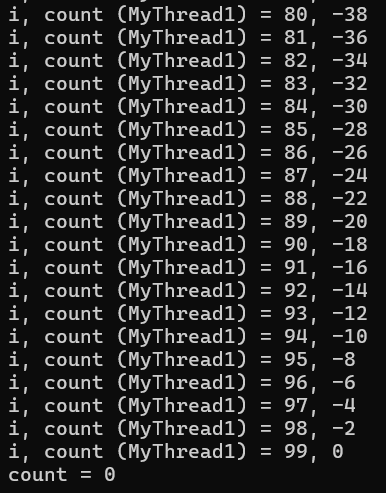 i, count (MyThread1) = 80, -38
i, count (MyThread1) = 81, -36
i, count (MyThread1) = 82, -34
i, count (MyThread1) = 83, -32
i, count (MyThread1) = 84, -30
i, count (MyThread1) = 85, -28
i, count (MyThread1) = 86, -26
i, count (MyThread1) = 87, -24
i, count (MyThread1) = 88, -22
i, count (MyThread1) = 89, -20
i, count (MyThread1) = 90, -18
i, count (MyThread1) = 91, -16
i, count (MyThread1) = 92, -14
i, count (MyThread1) = 93, -12
i, count (MyThread1) = 94, -10
i, count (MyThread1) = 95, -8
i, count (MyThread1) = 96, -6
i, count (MyThread1) = 97, -4
i, count (MyThread1) = 98, -2
i, count (MyThread1) = 99, 0
count = 0